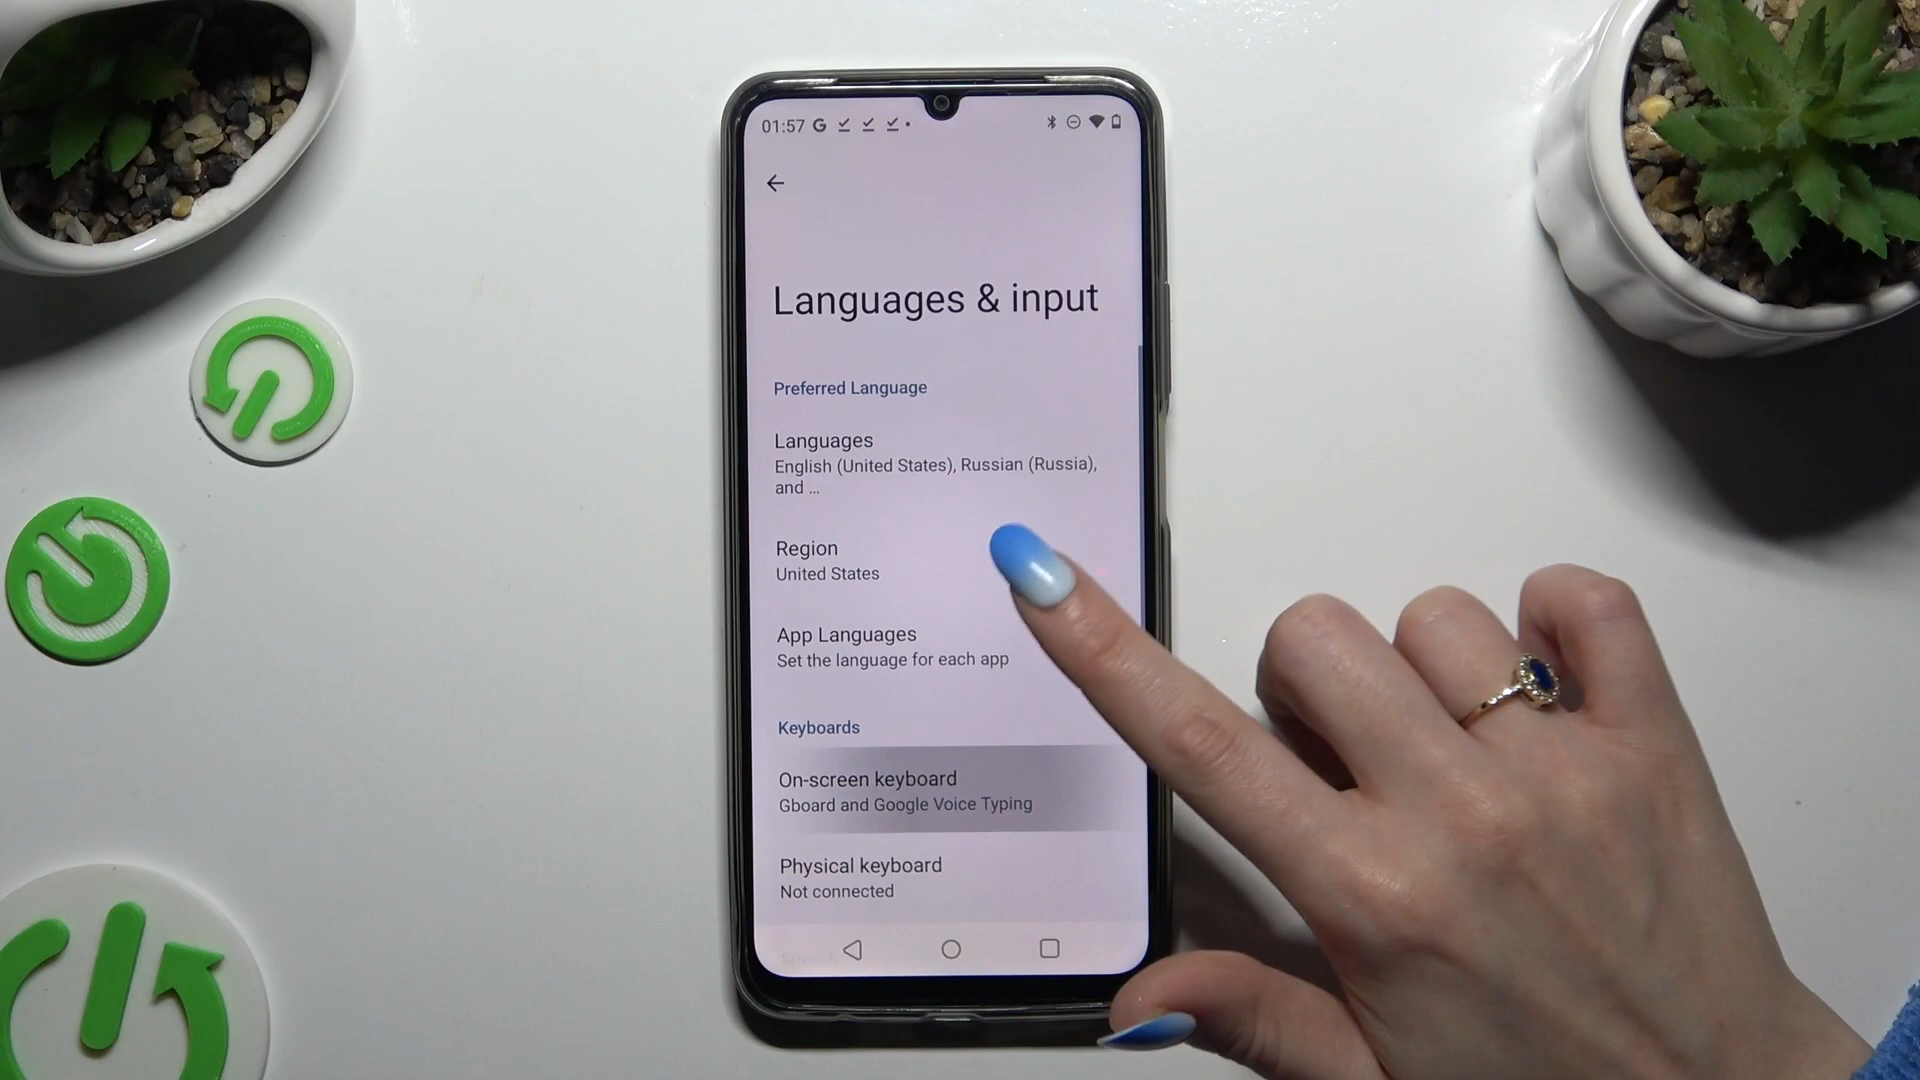 01:57
Languages & input
Preferred Language
Languages
English (United States), Russian (Russia),
and ...
Region
United States
App Languages
Set the language for each app
Keyboards
On-screen keyboard
Gboard and Google Voice Typing
Physical keyboard
Not connected
Speech